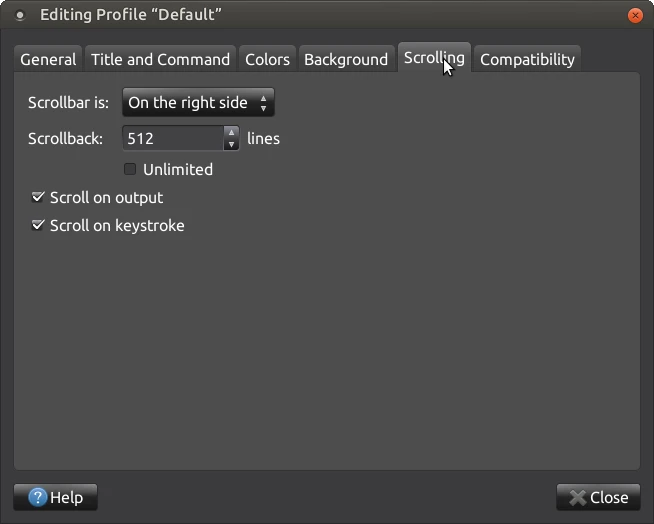 Editing Profile “Default”
General Title and Command Colors Background Scrolling Compatibility
Scrollbar is: On the right side
Scrollback: 512 lines
Unlimited
Scroll on output
Scroll on keystroke
? Help Close